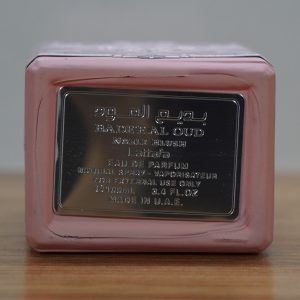 بديع العود
BADEE AL OUD
NOBLE BLUSH
Lattafa
EAU DE PARFUM
NATURAL SPRAY - VAPORISATEUR
FOR EXTERNAL USE ONLY
100ML 3.4 FL.OZ
MADE IN U.A.E.